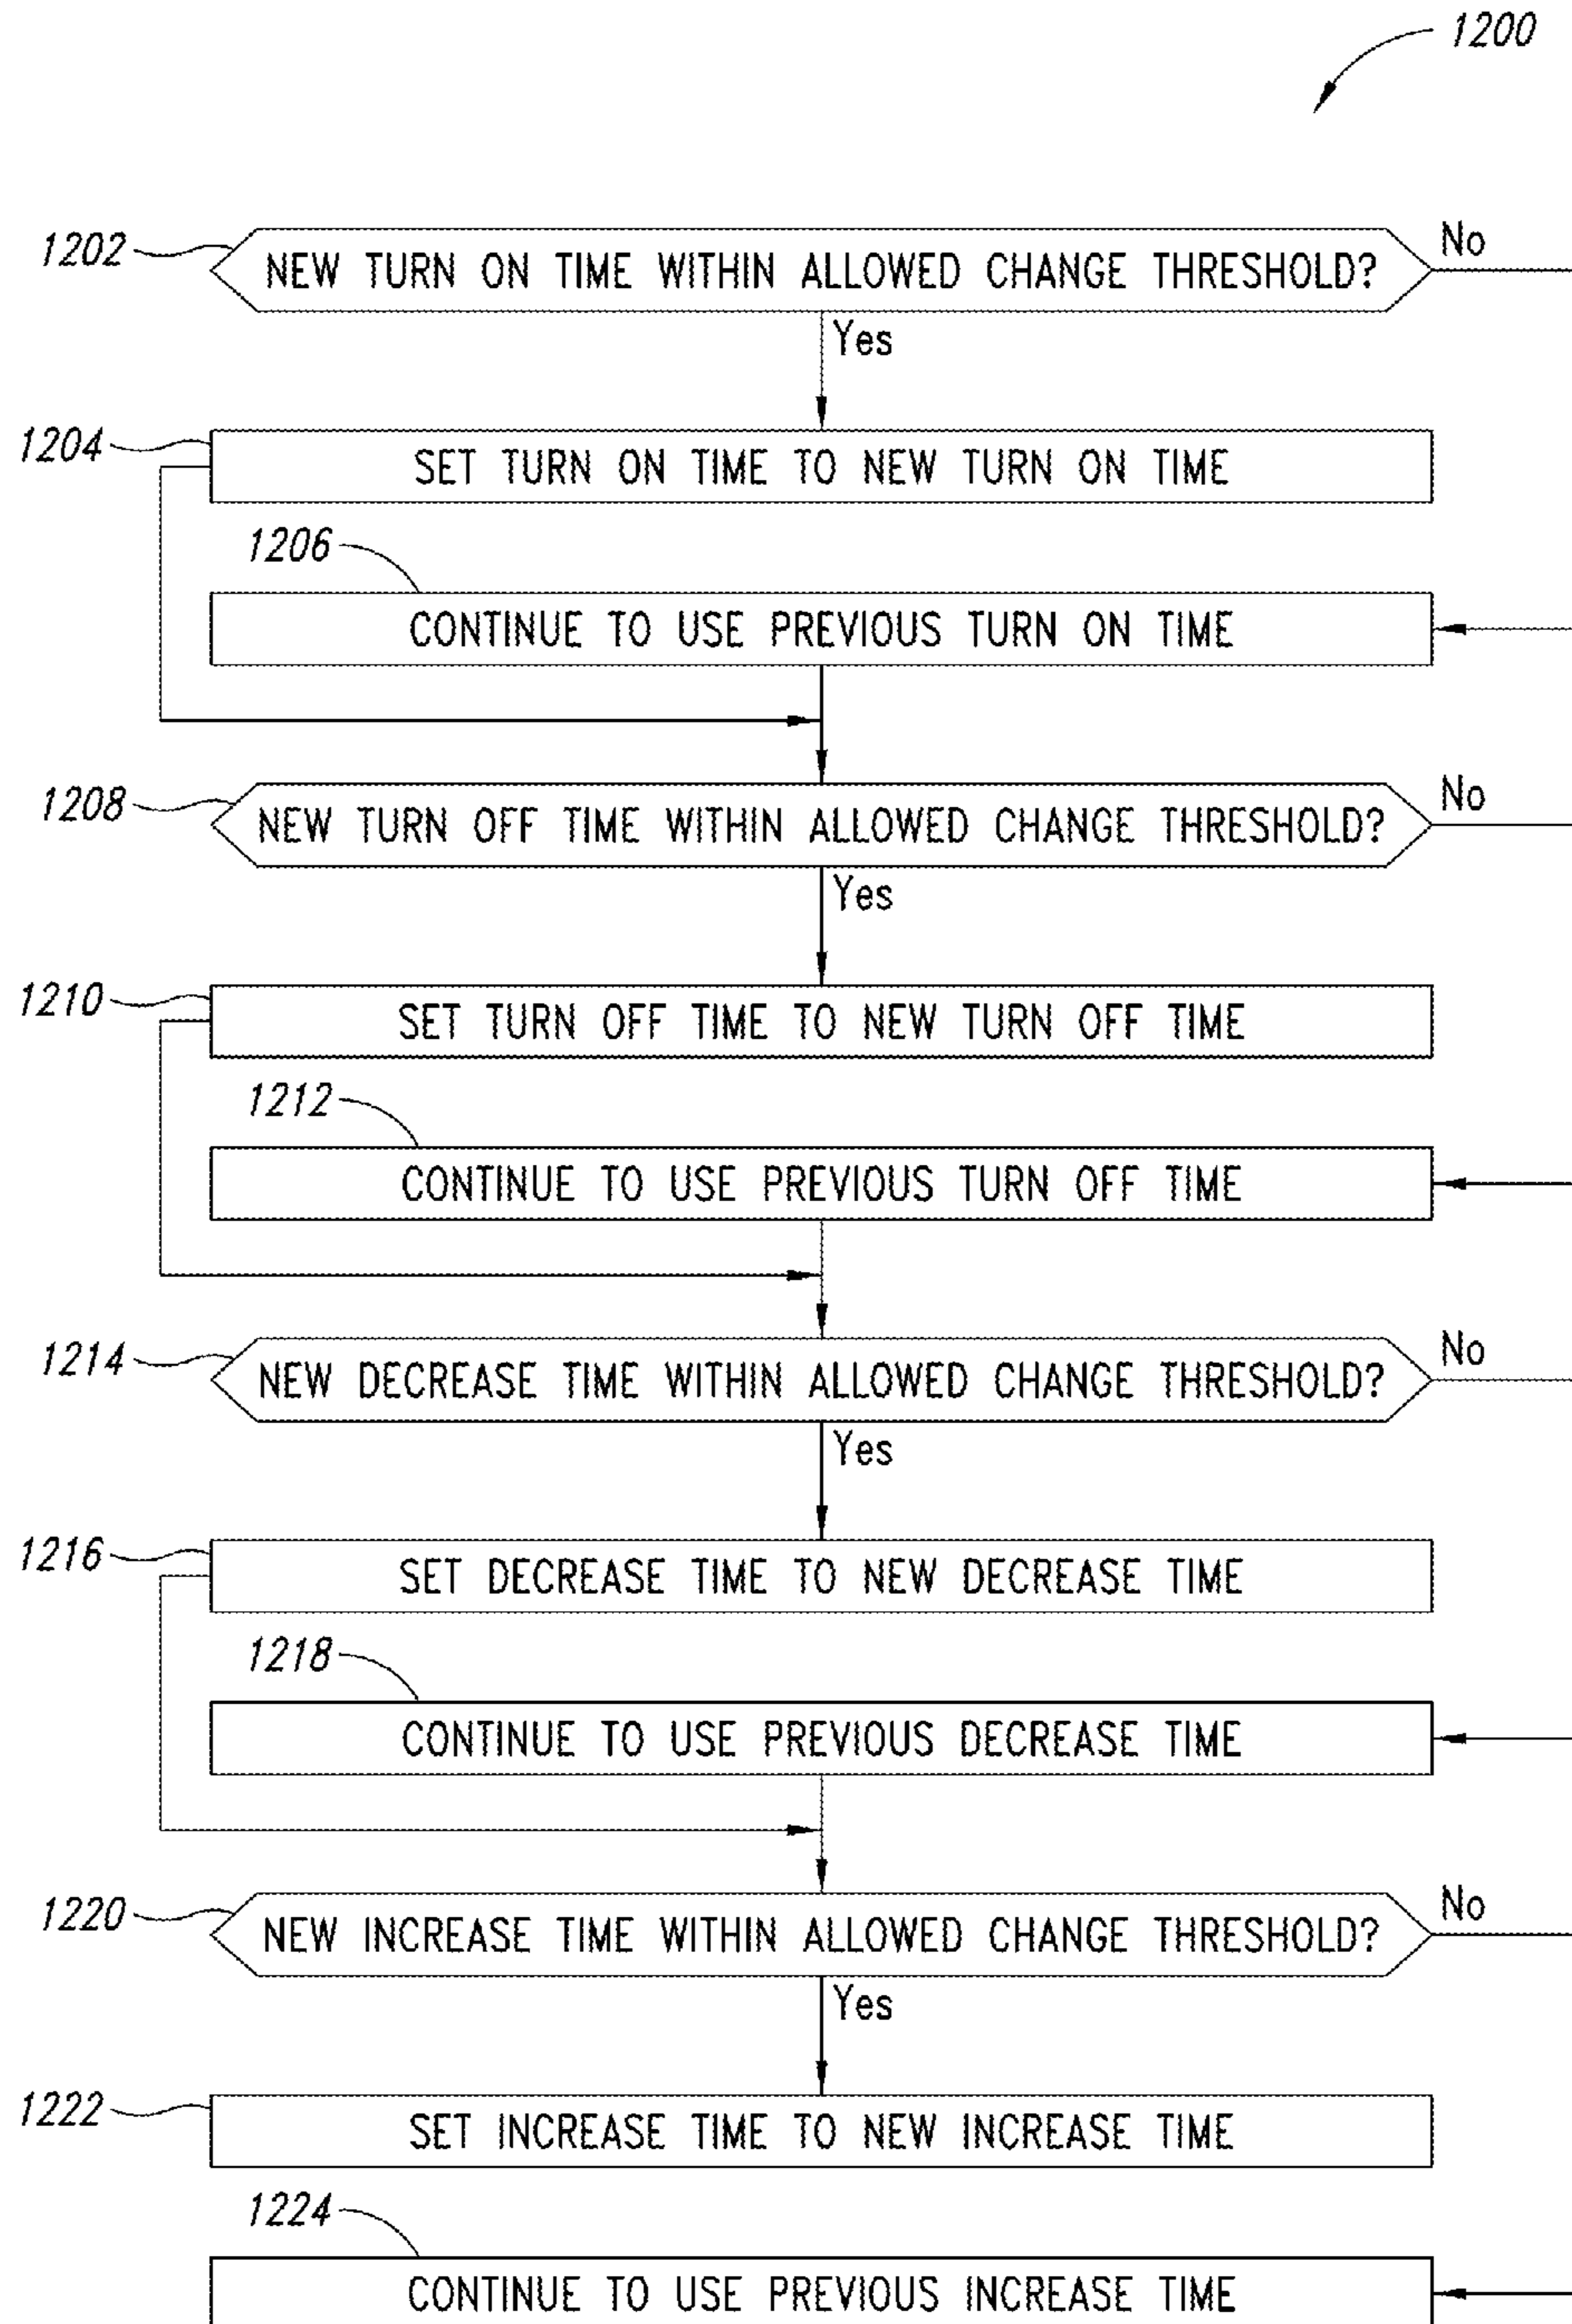 1200
1202
NEW TURN ON TIME WITHIN ALLOWED CHANGE THRESHOLD?
No
Yes
1204
SET TURN ON TIME TO NEW TURN ON TIME
1206
CONTINUE TO USE PREVIOUS TURN ON TIME
1208
NEW TURN OFF TIME WITHIN ALLOWED CHANGE THRESHOLD?
No
Yes
1210
SET TURN OFF TIME TO NEW TURN OFF TIME
1212
CONTINUE TO USE PREVIOUS TURN OFF TIME
1214
NEW DECREASE TIME WITHIN ALLOWED CHANGE THRESHOLD?
No
Yes
1216
SET DECREASE TIME TO NEW DECREASE TIME
1218
CONTINUE TO USE PREVIOUS DECREASE TIME
1220
NEW INCREASE TIME WITHIN ALLOWED CHANGE THRESHOLD?
No
Yes
1222
SET INCREASE TIME TO NEW INCREASE TIME
1224
CONTINUE TO USE PREVIOUS INCREASE TIME